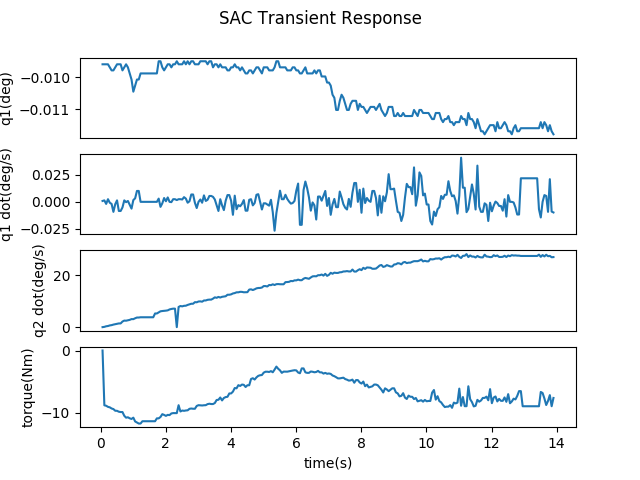 SAC Transient Response
q1(deg)
−0.010
−0.011
q1 dot(deg/s)
0.025
0.000
−0.025
q2 dot(deg/s)
20
0
torque(Nm)
0
−10
0 2 4 6 8 10 12 14
time(s)